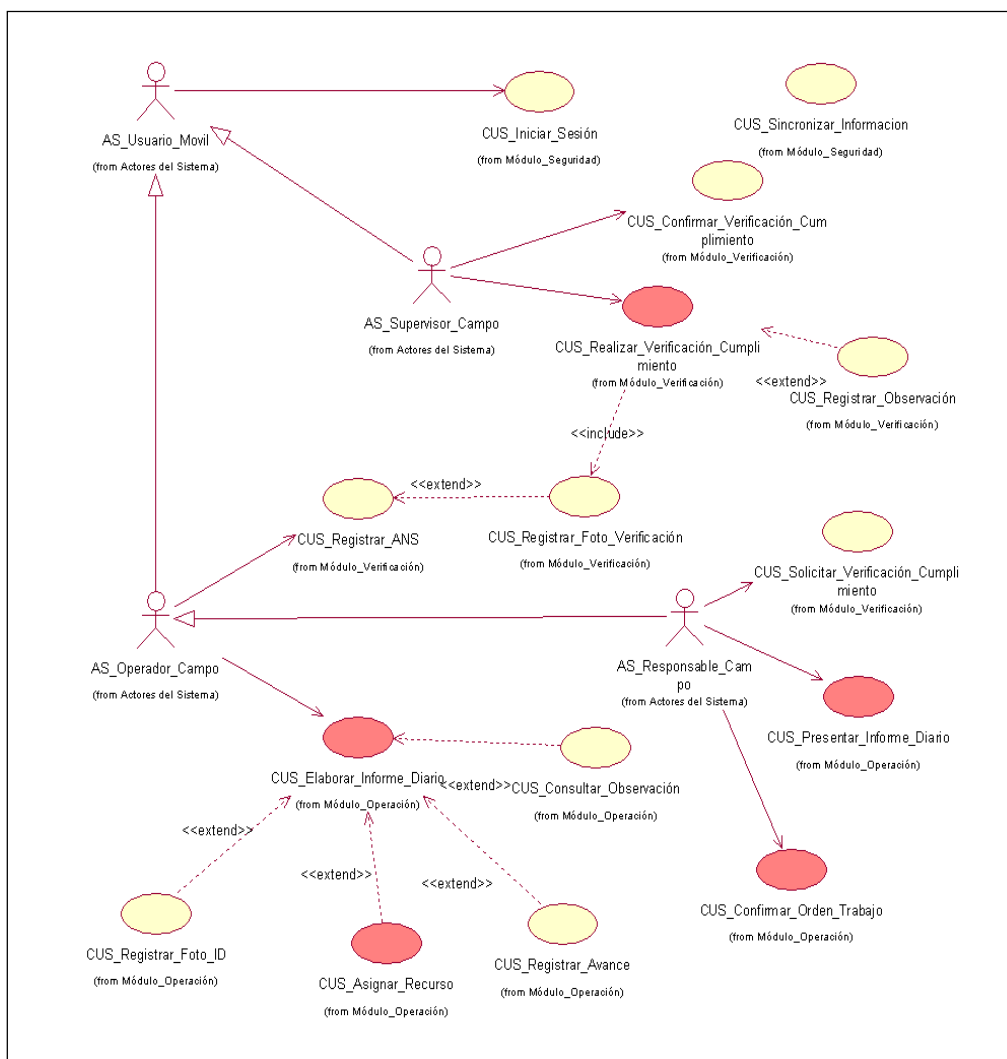 AS_Usuario_Movil
(from Actores del Sistema)
CUS_Iniciar_Sesión
(from Módulo_Seguridad)
CUS_Sincronizar_Informacion
(from Módulo_Seguridad)
CUS_Confirmar_Verificación_Cum
plimiento
(from Módulo_Verificación)
AS_Supervisor_Campo
(from Actores del Sistema)
CUS_Realizar_Verificación_Cumpli
miento
(from Módulo_Verificación)
<<extend>>
CUS_Registrar_Observación
(from Módulo_Verificación)
<<include>>
<<extend>>
CUS_Registrar_ANS
(from Módulo_Verificación)
CUS_Registrar_Foto_Verificación
(from Módulo_Verificación)
CUS_Solicitar_Verificación_Cumpli
miento
(from Módulo_Verificación)
AS_Operador_Campo
(from Actores del Sistema)
AS_Responsable_Cam
po
(from Actores del Sistema)
CUS_Presentar_Informe_Diario
(from Módulo_Operación)
CUS_Elaborar_Informe_Diario
(from Módulo_Operación)
<<extend>>
CUS_Consultar_Observación
(from Módulo_Operación)
<<extend>>
<<extend>>
<<extend>>
CUS_Confirmar_Orden_Trabajo
(from Módulo_Operación)
CUS_Registrar_Foto_ID
(from Módulo_Operación)
CUS_Asignar_Recurso
(from Módulo_Operación)
CUS_Registrar_Avance
(from Módulo_Operación)